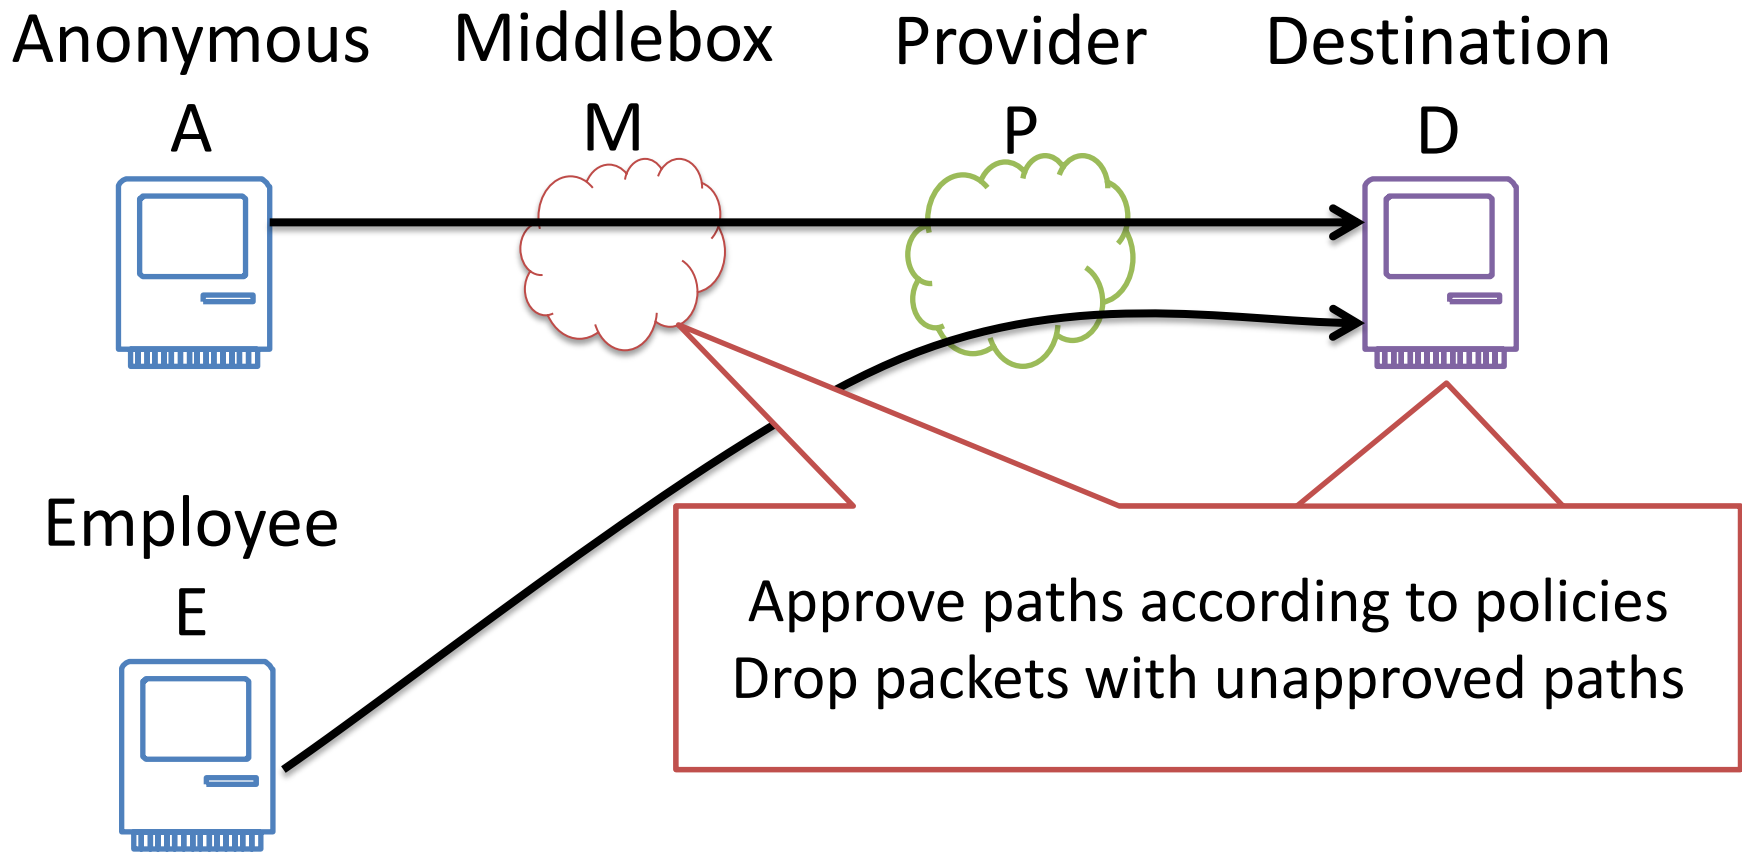 Anonymous
A
Middlebox
M
Provider
P
Destination
D
Employee
E
Approve paths according to policies
Drop packets with unapproved paths